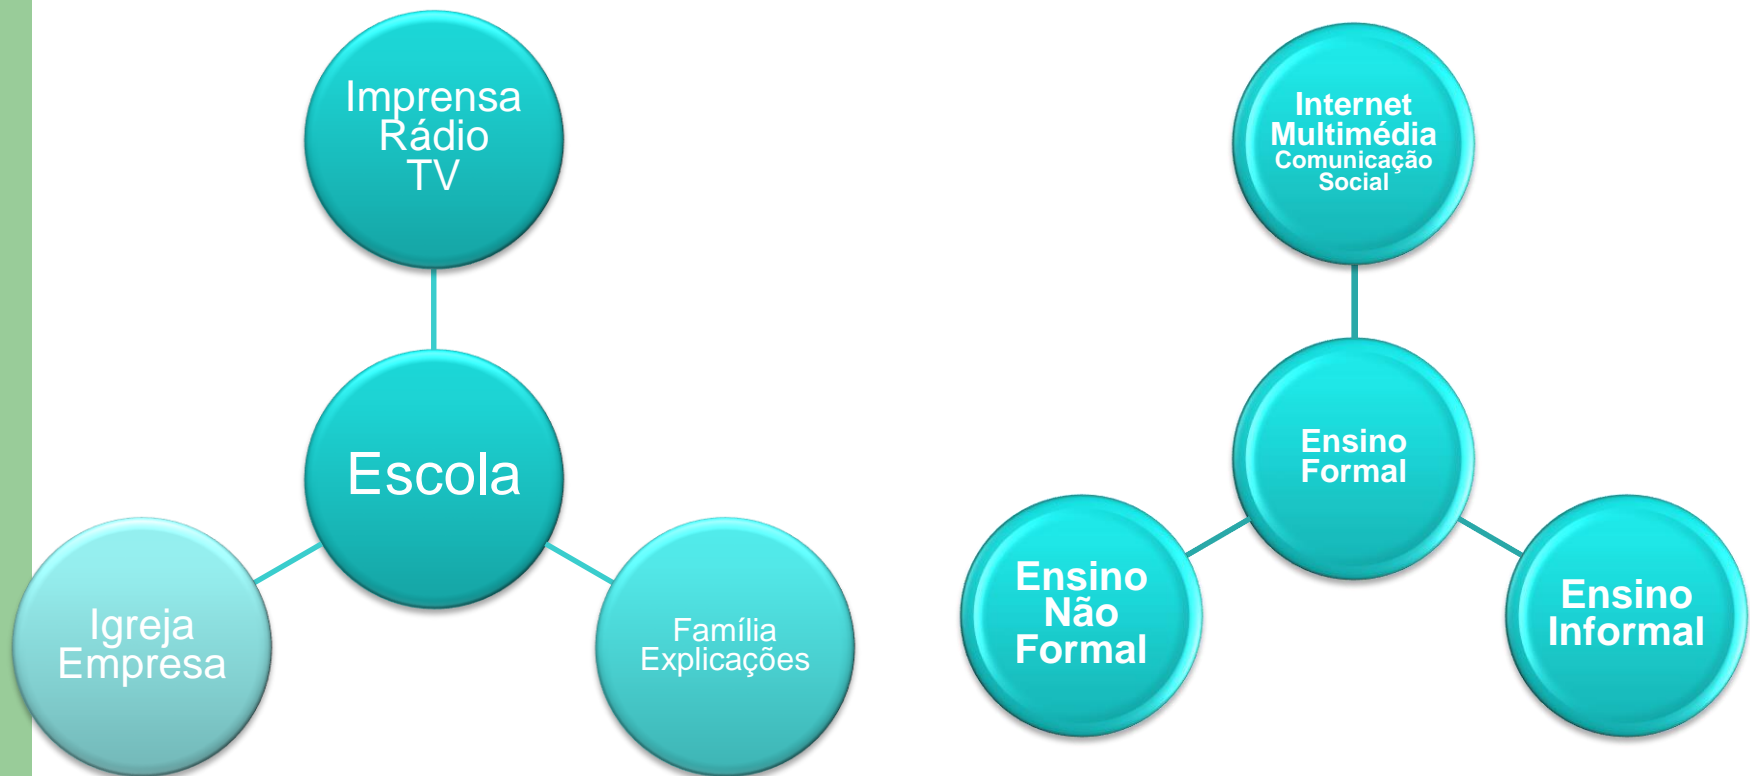 Imprensa
Rádio
TV
Escola
Igreja
Empresa
Família
Explicações
Internet
Multimédia
Comunicação
Social
Ensino
Formal
Ensino
Não
Formal
Ensino
Informal